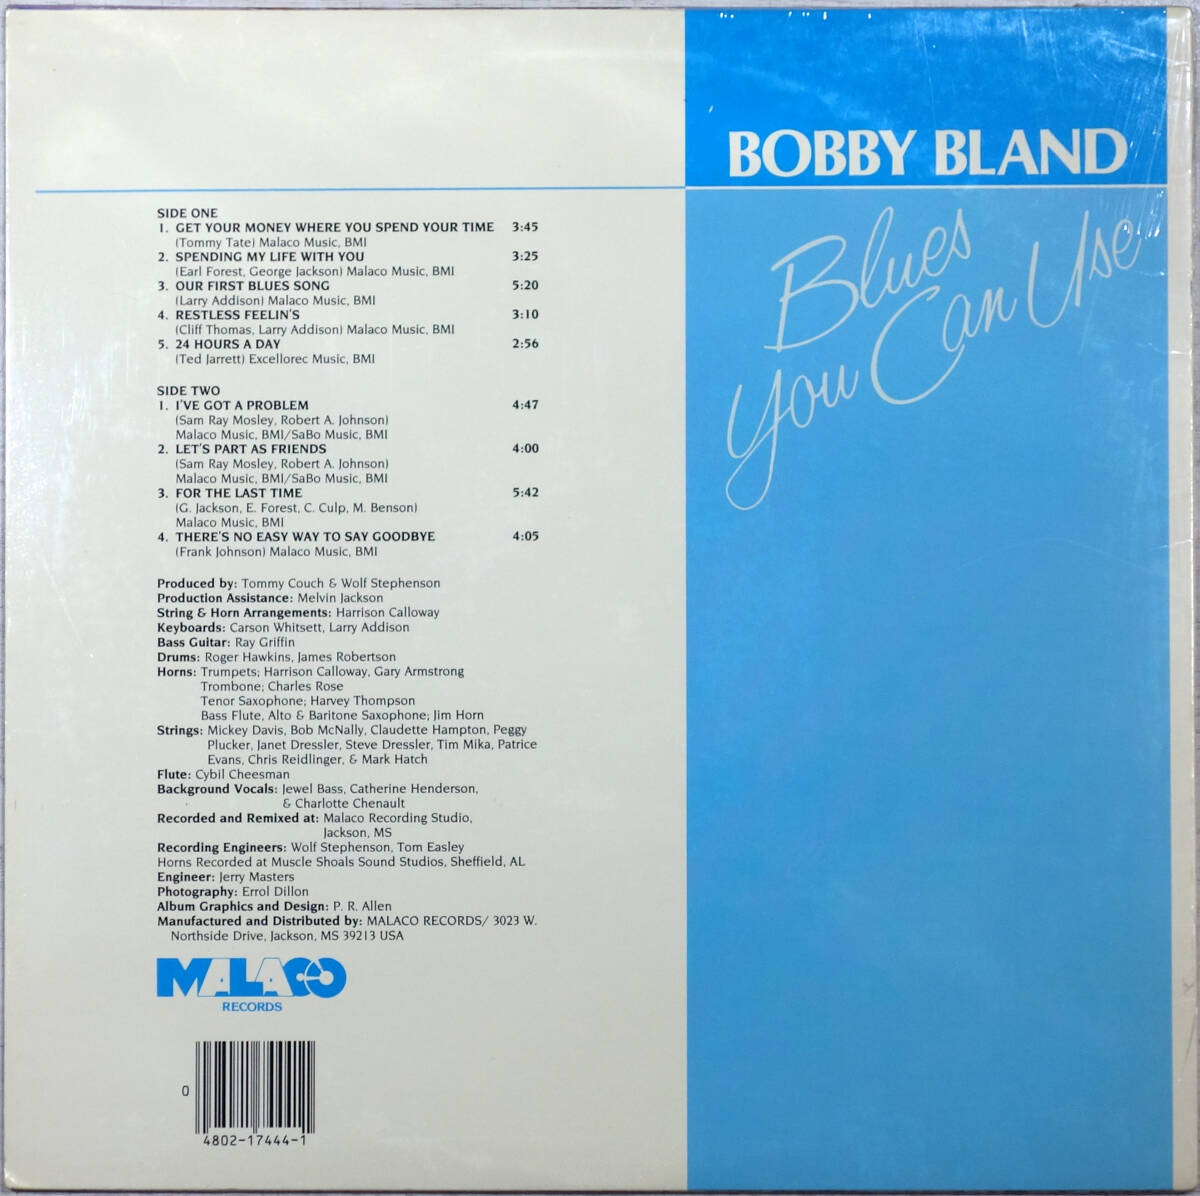 BOBBY BLAND
Blues
You Can Use
SIDE ONE
1. GET YOUR MONEY WHERE YOU SPEND YOUR TIME 3:45
(Tommy Tate) Malaco Music, BMI
2. SPENDING MY LIFE WITH YOU 3:25
(Earl Forest, George Jackson) Malaco Music, BMI
3. OUR FIRST BLUES SONG 5:20
(Larry Addison) Malaco Music, BMI
4. RESTLESS FEELIN'S 3:10
(Cliff Thomas, Larry Addison) Malaco Music, BMI
5. 24 HOURS A DAY 2:56
(Ted Jarrett) Excellorec Music, BMI
SIDE TWO
1. I'VE GOT A PROBLEM 4:47
(Sam Ray Mosley, Robert A. Johnson)
Malaco Music, BMI/SaBo Music, BMI
2. LET'S PART AS FRIENDS 4:00
(Sam Ray Mosley, Robert A. Johnson)
Malaco Music, BMI/SaBo Music, BMI
3. FOR THE LAST TIME 5:42
(G. Jackson, E. Forest, C. Culp, M. Benson)
Malaco Music, BMI
4. THERE'S NO EASY WAY TO SAY GOODBYE 4:05
(Frank Johnson) Malaco Music, BMI
Produced by: Tommy Couch & Wolf Stephenson
Production Assistance: Melvin Jackson
String & Horn Arrangements: Harrison Calloway
Keyboards: Carson Whitsett, Larry Addison
Bass Guitar: Ray Griffin
Drums: Roger Hawkins, James Robertson
Horns: Trumpets; Harrison Calloway, Gary Armstrong
Trombone; Charles Rose
Tenor Saxophone; Harvey Thompson
Bass Flute, Alto & Baritone Saxophone; Jim Horn
Strings: Mickey Davis, Bob McNally, Claudette Hampton, Peggy
Plucker, Janet Dressler, Steve Dressler, Tim Mika, Patrice
Evans, Chris Reidlinger, & Mark Hatch
Flute: Cybil Cheesman
Background Vocals: Jewel Bass, Catherine Henderson,
& Charlotte Chenault
Recorded and Remixed at: Malaco Recording Studio,
Jackson, MS
Recording Engineers: Wolf Stephenson, Tom Easley
Horns Recorded at Muscle Shoals Sound Studios, Sheffield, AL
Engineer: Jerry Masters
Photography: Errol Dillon
Album Graphics and Design: P. R. Allen
Manufactured and Distributed by: MALACO RECORDS/ 3023 W.
Northside Drive, Jackson, MS 39213 USA
MALACO
RECORDS
0
4802-17444-1